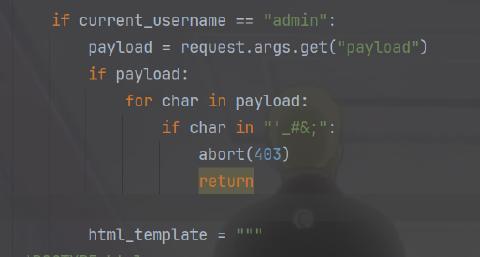 if current_username == "admin":
payload = request.args.get("payload")
if payload:
for char in payload:
if char in "'_#&;":
abort(403)
return
html_template = """